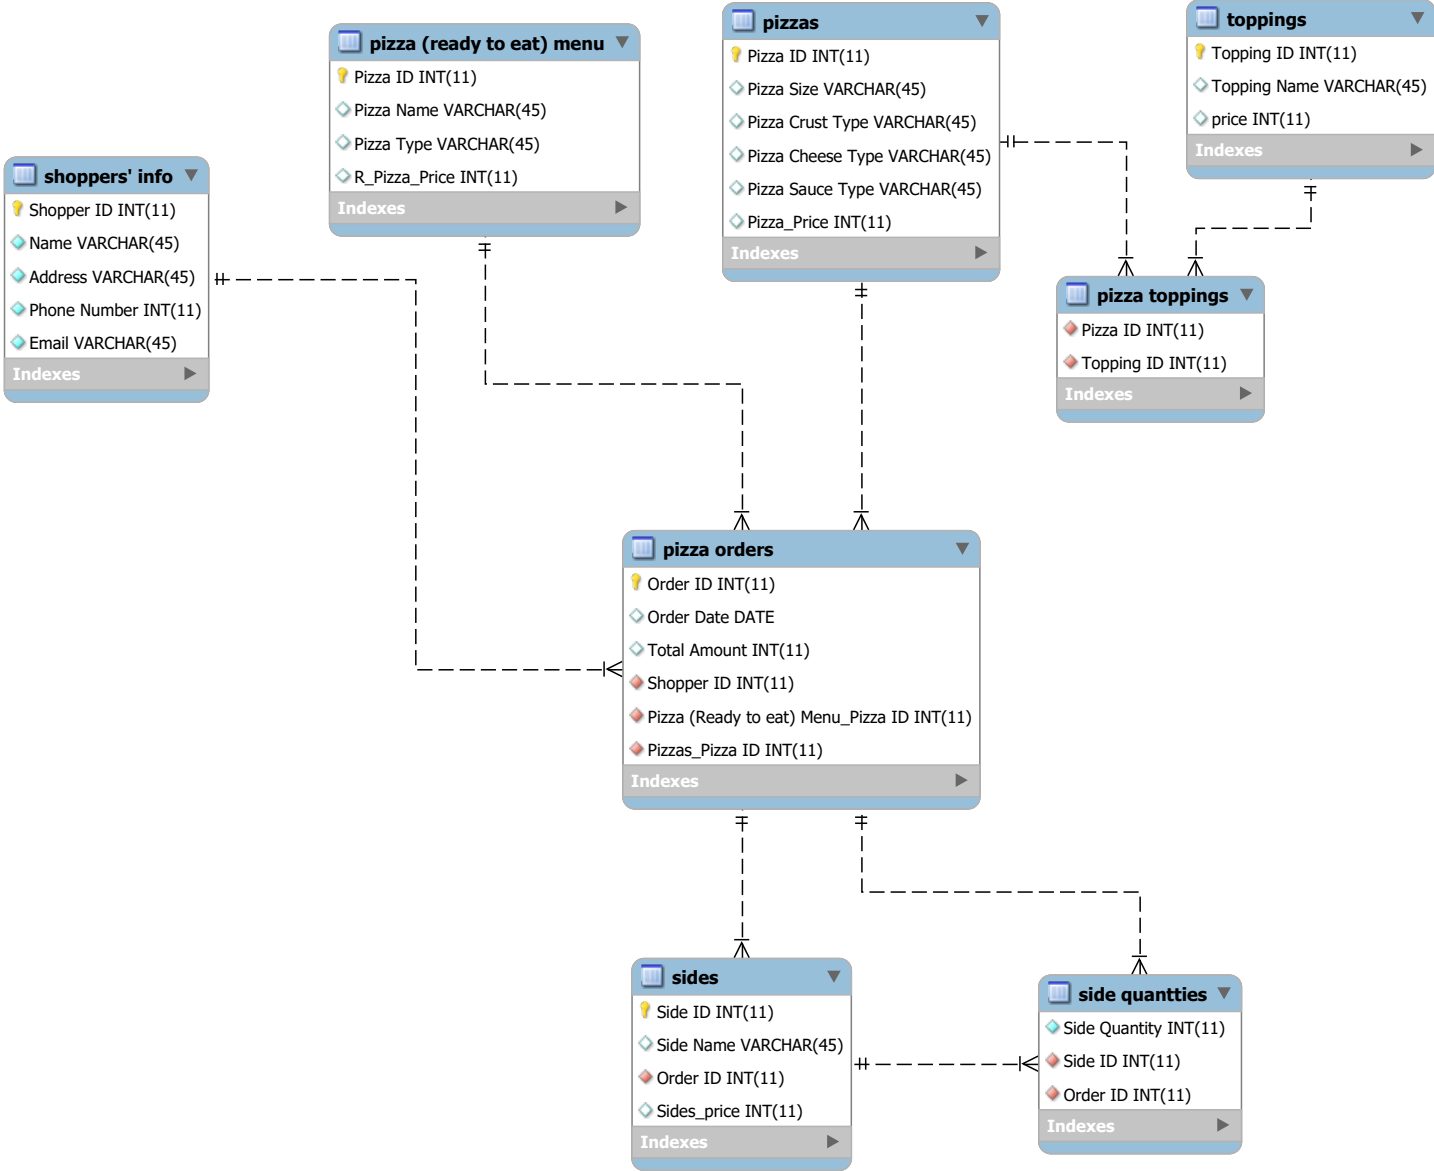 pizza (ready to eat) menu
Pizza ID INT(11)
Pizza Name VARCHAR(45)
Pizza Type VARCHAR(45)
R_Pizza_Price INT(11)
Indexes
pizzas
Pizza ID INT(11)
Pizza Size VARCHAR(45)
Pizza Crust Type VARCHAR(45)
Pizza Cheese Type VARCHAR(45)
Pizza Sauce Type VARCHAR(45)
Pizza_Price INT(11)
Indexes
toppings
Topping ID INT(11)
Topping Name VARCHAR(45)
price INT(11)
Indexes
shoppers' info
Shopper ID INT(11)
Name VARCHAR(45)
Address VARCHAR(45)
Phone Number INT(11)
Email VARCHAR(45)
Indexes
pizza toppings
Pizza ID INT(11)
Topping ID INT(11)
Indexes
pizza orders
Order ID INT(11)
Order Date DATE
Total Amount INT(11)
Shopper ID INT(11)
Pizza (Ready to eat) Menu_Pizza ID INT(11)
Pizzas_Pizza ID INT(11)
Indexes
sides
Side ID INT(11)
Side Name VARCHAR(45)
Order ID INT(11)
Sides_price INT(11)
Indexes
side quantties
Side Quantity INT(11)
Side ID INT(11)
Order ID INT(11)
Indexes